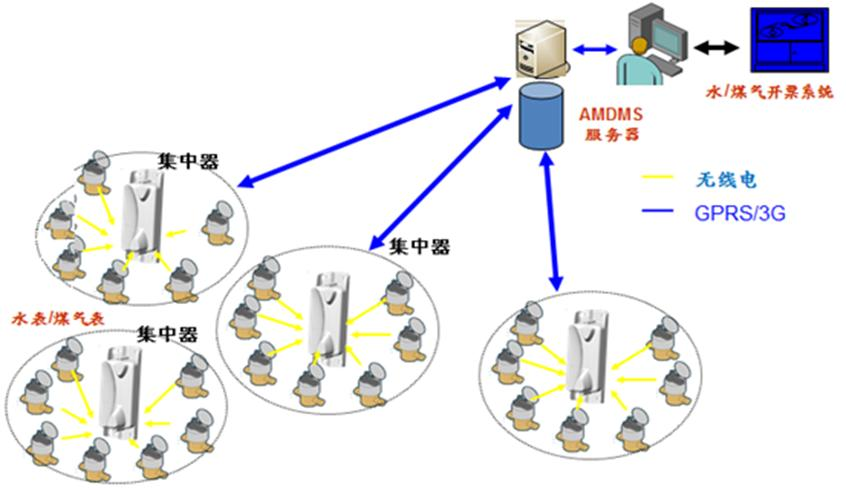 水/煤气开票系统
AMDMS
服务器
集中器
无线电
GPRS/3G
集中器
水表/煤气表
集中器